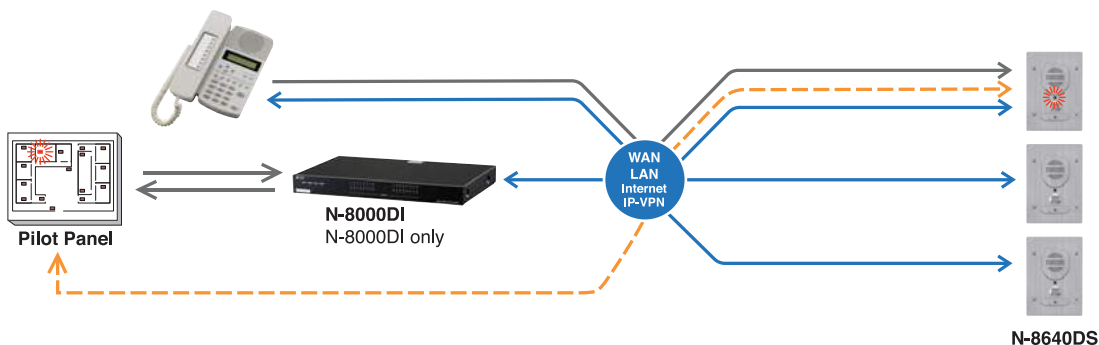 WAN
LAN
Internet
IP-VPN
N-8000DI
N-8000DI only
Pilot Panel
N-8640DS